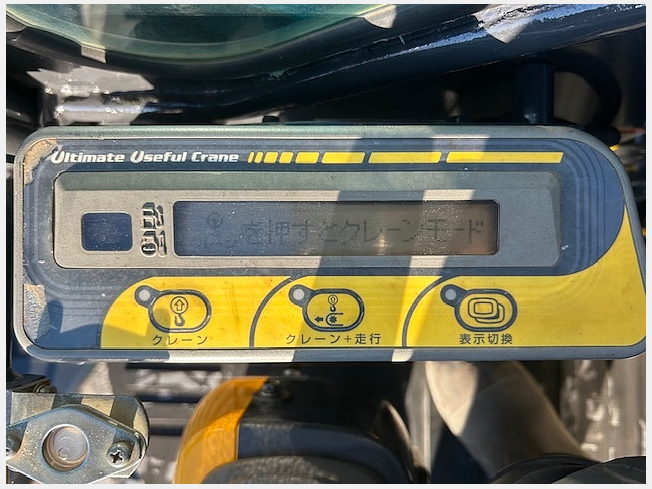 Ultimate Useful Crane
を押すとクレーンモード
クレーン
クレーン+走行
表示切換